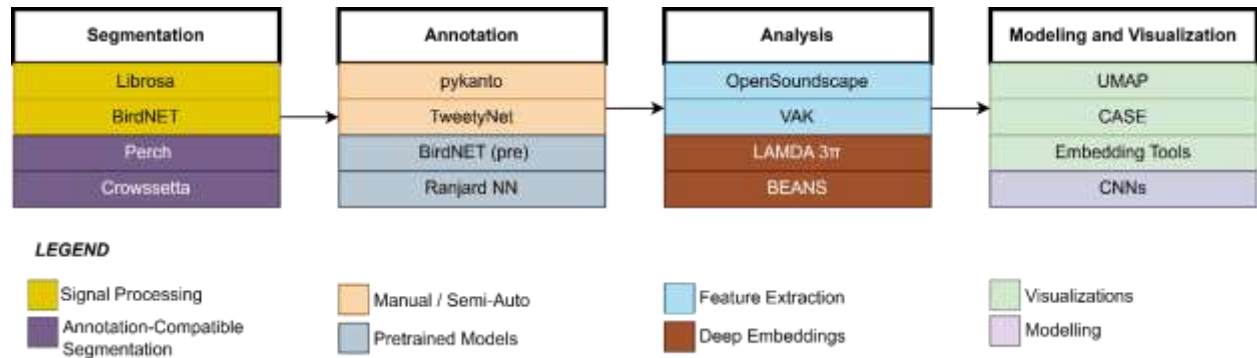 Segmentation
Librosa
BirdNET
Perch
Crowssetta
Annotation
pykanto
TweetyNet
BirdNET (pre)
Ranjard NN
Analysis
OpenSoundscape
VAK
LAMDA 3π
BEANS
Modeling and Visualization
UMAP
CASE
Embedding Tools
CNNs
LEGEND
Signal Processing
Annotation-Compatible
Segmentation
Manual / Semi-Auto
Pretrained Models
Feature Extraction
Deep Embeddings
Visualizations
Modelling